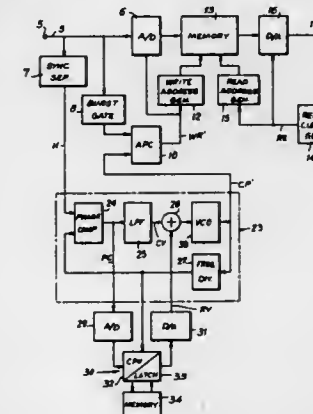 5
9
6
A/D
13
MEMORY
16
D/A
SYNC SEP.
7
BURST GATE
8
WRITE ADDRESS GEN.
12
READ ADDRESS GEN.
15
APC
10
WR'
14
H
CP'
24
PHASE COMP
LPF
25
CV
28
VCO
23
27
FREQ. DIV.
PC
RV
29
A/D
D/A
31
30
CPU
32
LATCH
33
MEMORY
34